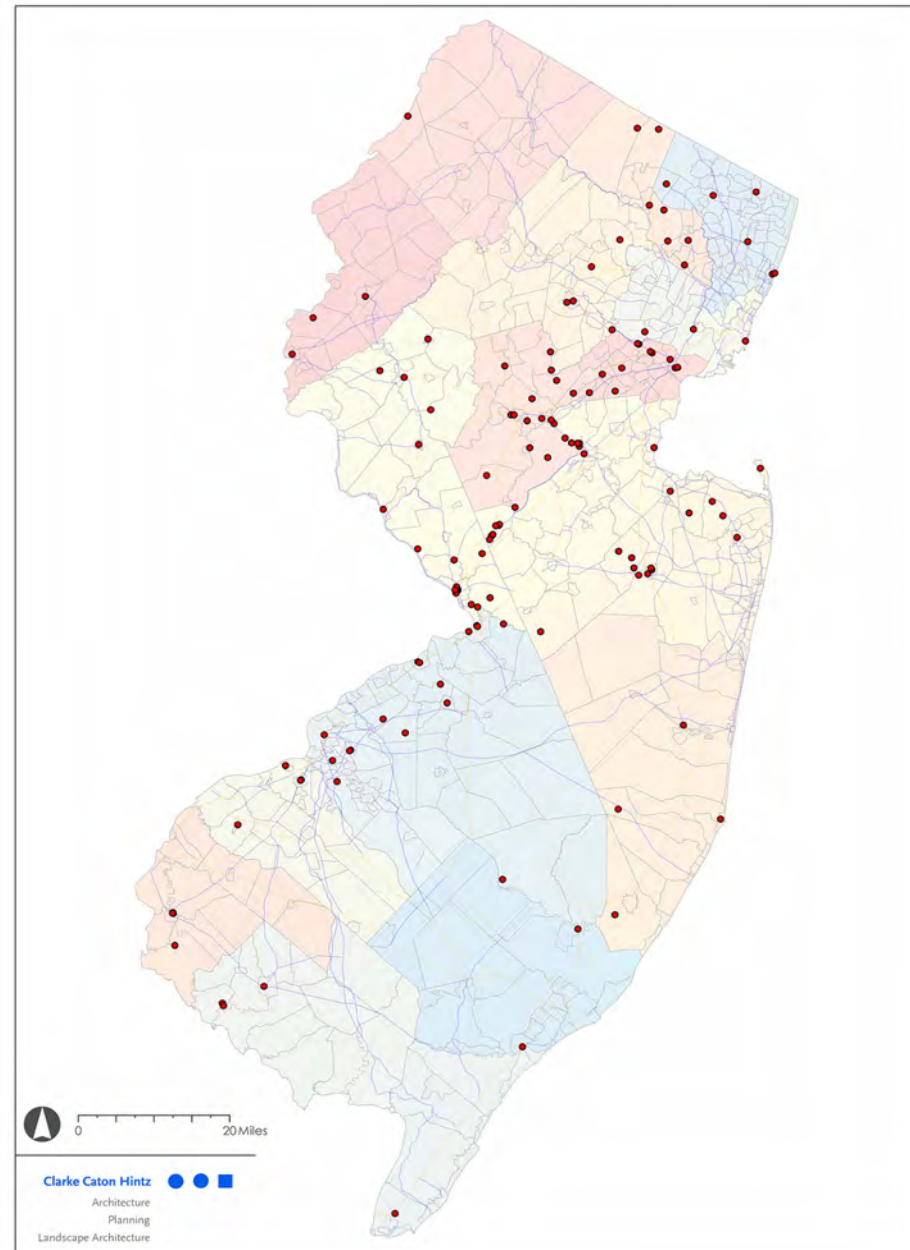 0 20 Miles
Clarke Caton Hintz
Architecture
Planning
Landscape Architecture